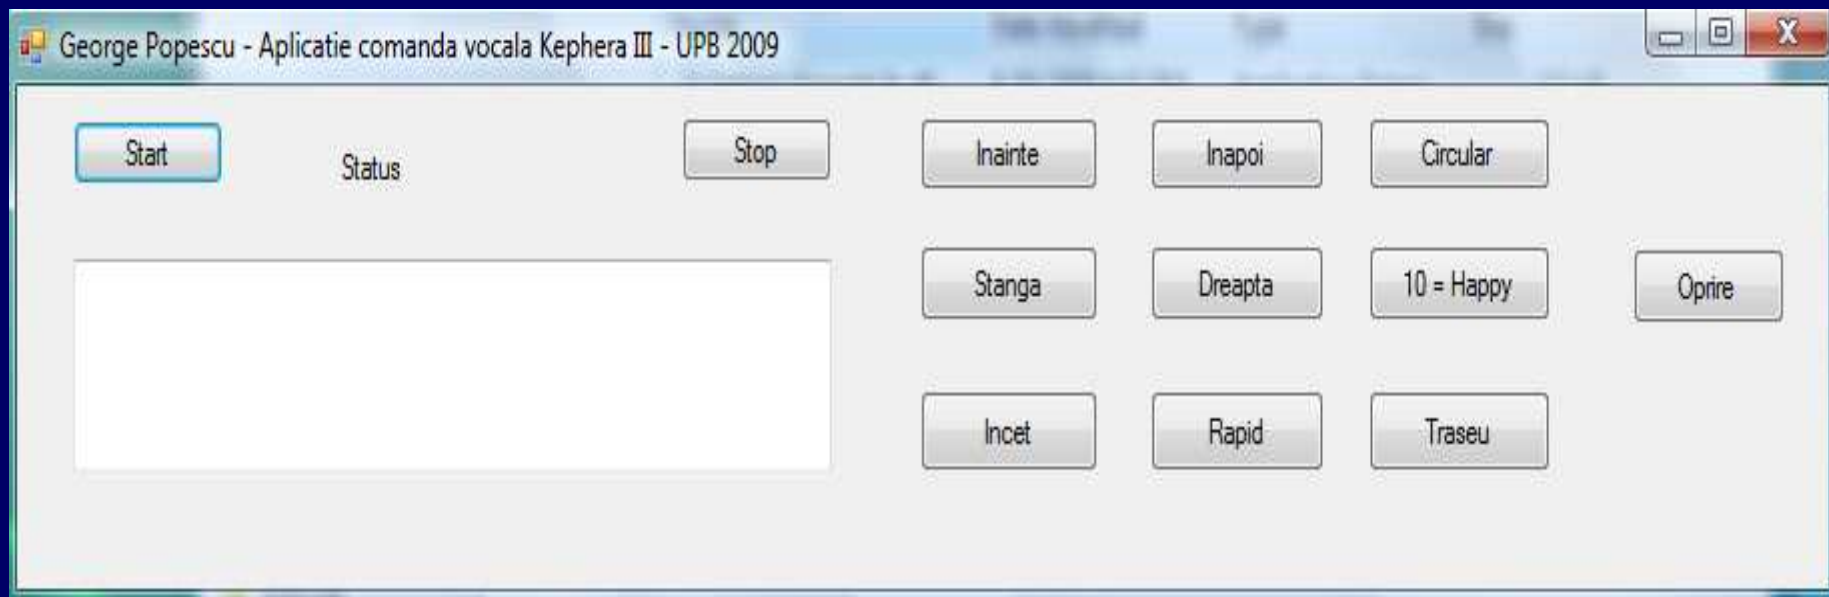 George Popescu - Aplicatie comanda vocala Kephera III - UPB 2009
Start Status Stop Inainte Inapoi Circular
Stanga Dreapta 10 = Happy Oprire
Incet Rapid Traseu